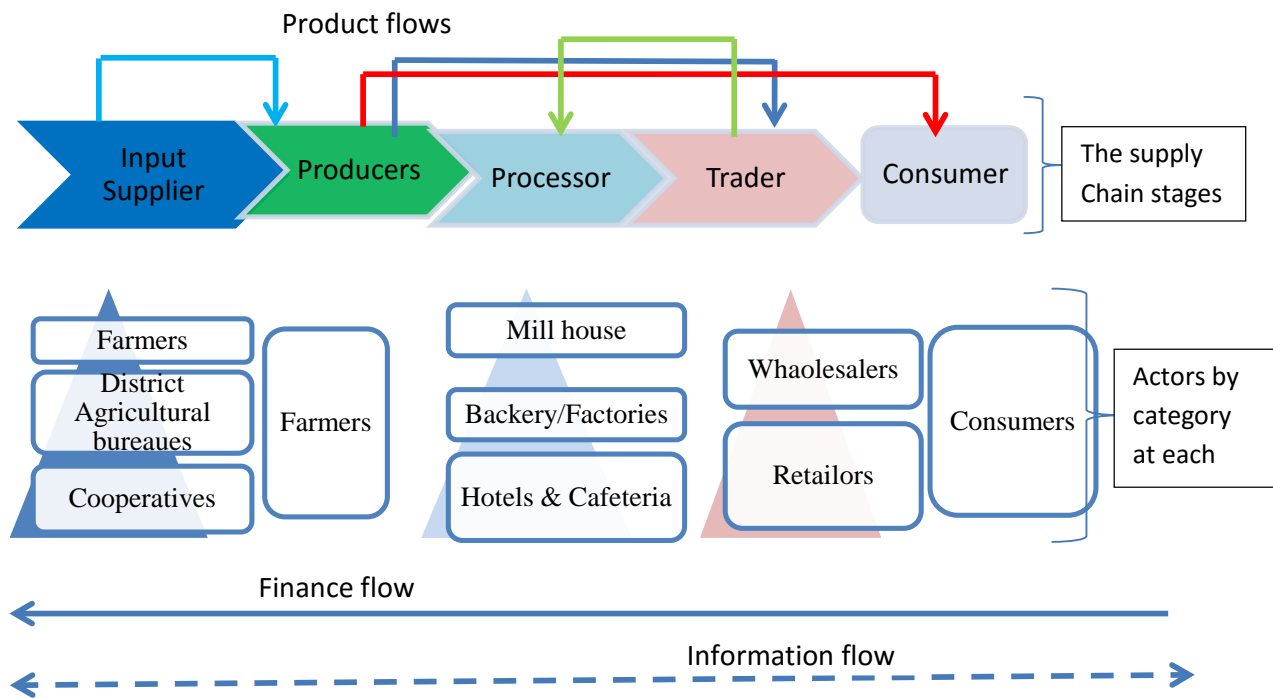 Product flows
Input
Supplier
Producers
Processor
Trader
Consumer
The supply
Chain stages
Farmers
District
Agricultural
bureaues
Cooperatives
Farmers
Mill house
Backery/Factories
Hotels & Cafeteria
Whaolesalers
Retailors
Consumers
Actors by
category
at each
Finance flow
Information flow